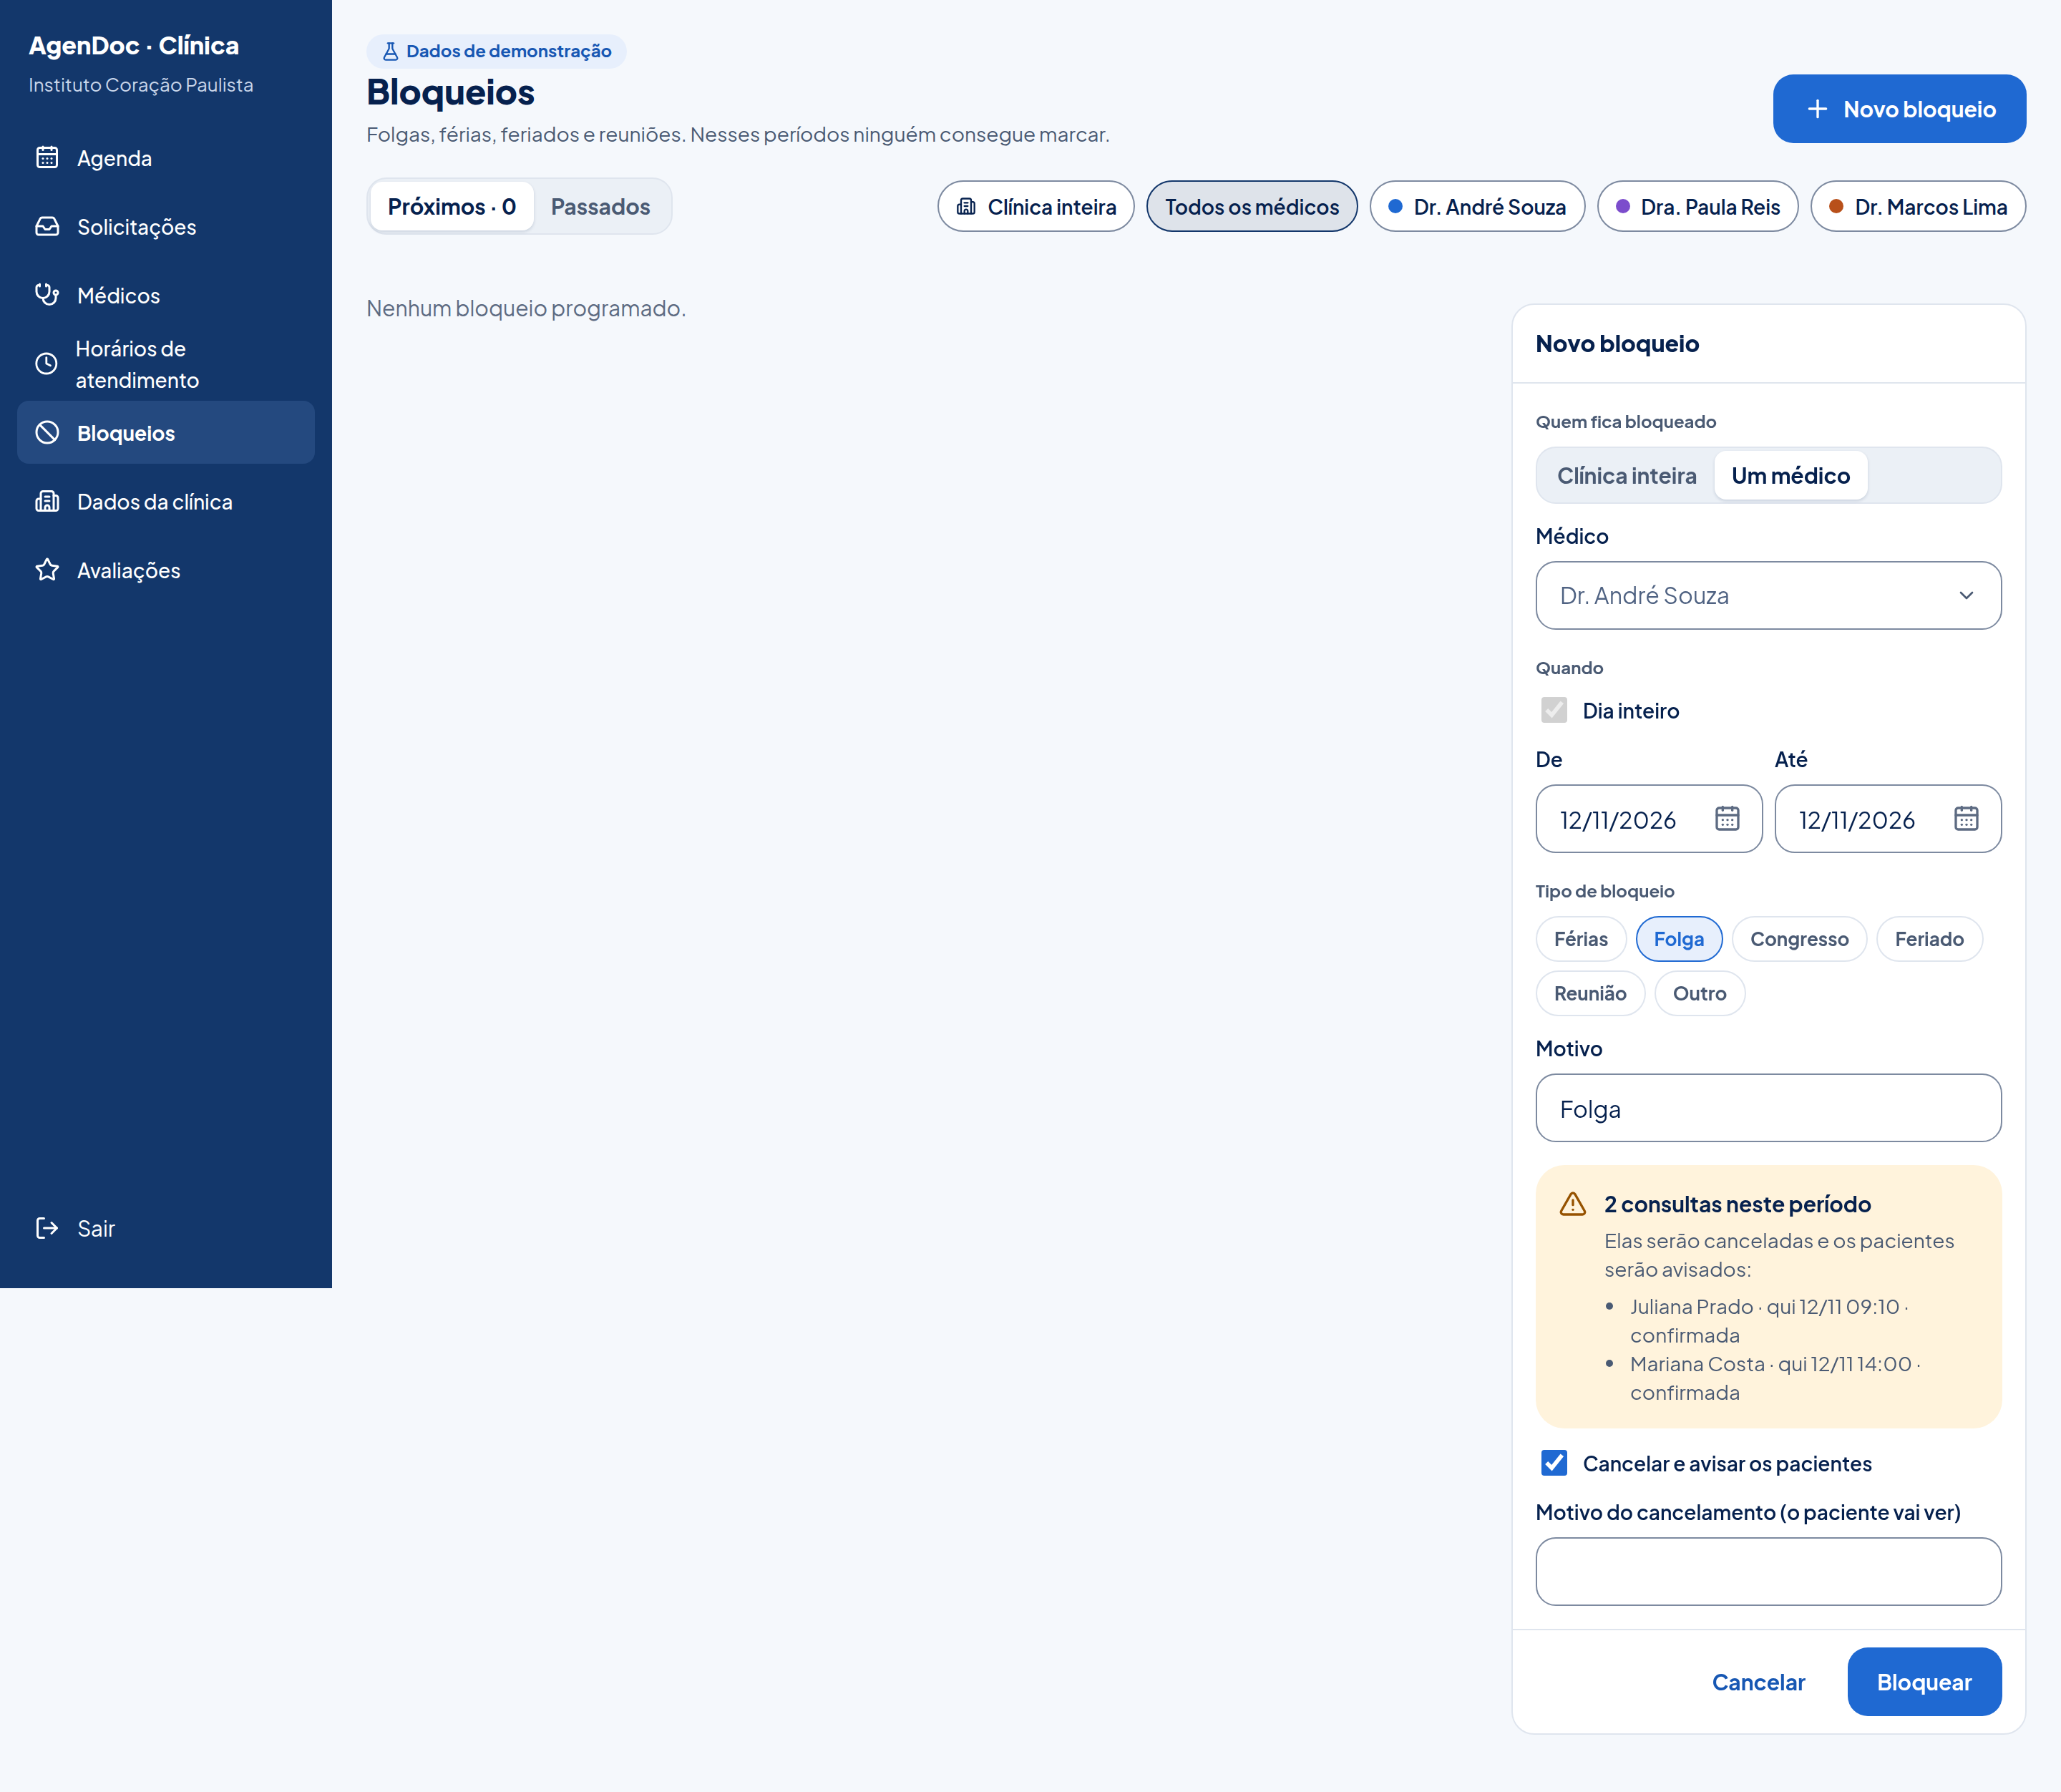 AgenDoc · Clínica
Instituto Coração Paulista
Agenda
Solicitações
Médicos
Horários de
atendimento
Bloqueios
Dados da clínica
Avaliações
Sair
Dados de demonstração
Bloqueios
Folgas, férias, feriados e reuniões. Nesses períodos ninguém consegue marcar.
Novo bloqueio
Próximos · 0
Passados
Clínica inteira
Todos os médicos
Dr. André Souza
Dra. Paula Reis
Dr. Marcos Lima
Nenhum bloqueio programado.
Novo bloqueio
Quem fica bloqueado
Clínica inteira
Um médico
Médico
Dr. André Souza
Quando
Dia inteiro
De
Até
12/11/2026
12/11/2026
Tipo de bloqueio
Férias
Folga
Congresso
Feriado
Reunião
Outro
Motivo
Folga
2 consultas neste período
Elas serão canceladas e os pacientes
serão avisados:
• Juliana Prado · qui 12/11 09:10 ·
confirmada
• Mariana Costa · qui 12/11 14:00 ·
confirmada
Cancelar e avisar os pacientes
Motivo do cancelamento (o paciente vai ver)
Cancelar
Bloquear